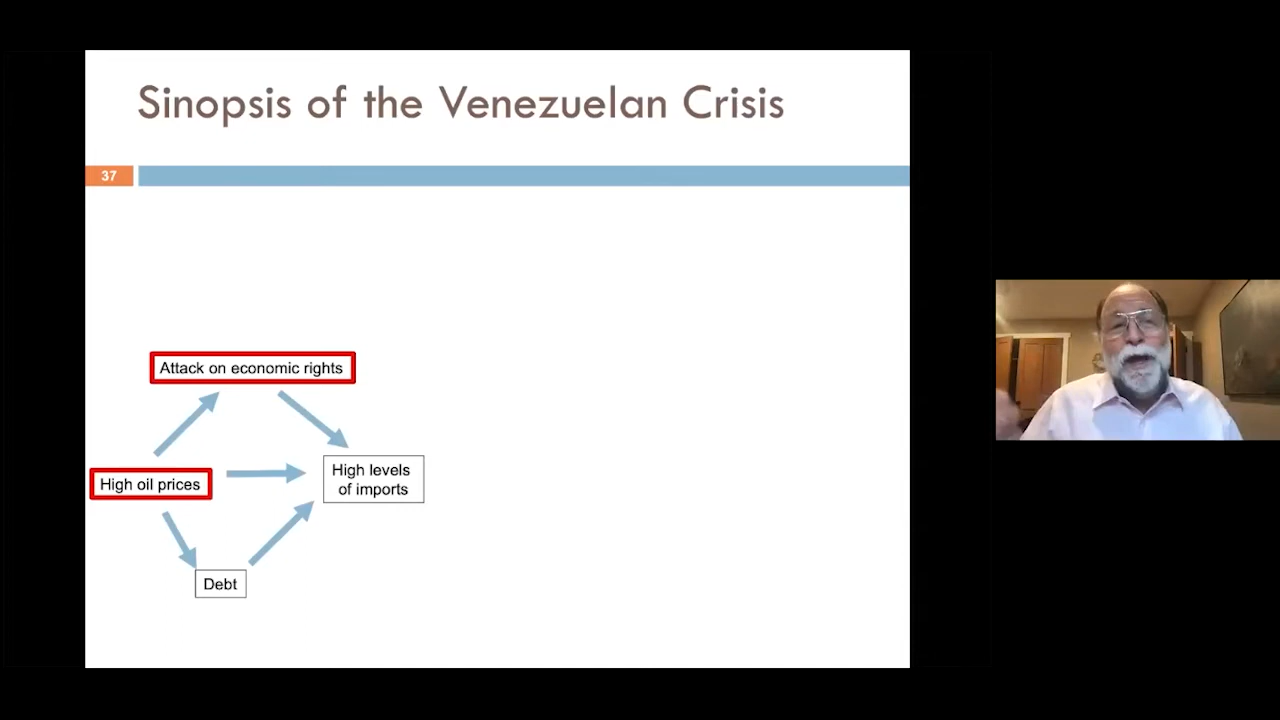 Sinopsis of the Venezuelan Crisis
37
Attack on economic rights
High oil prices
High levels
of imports
Debt